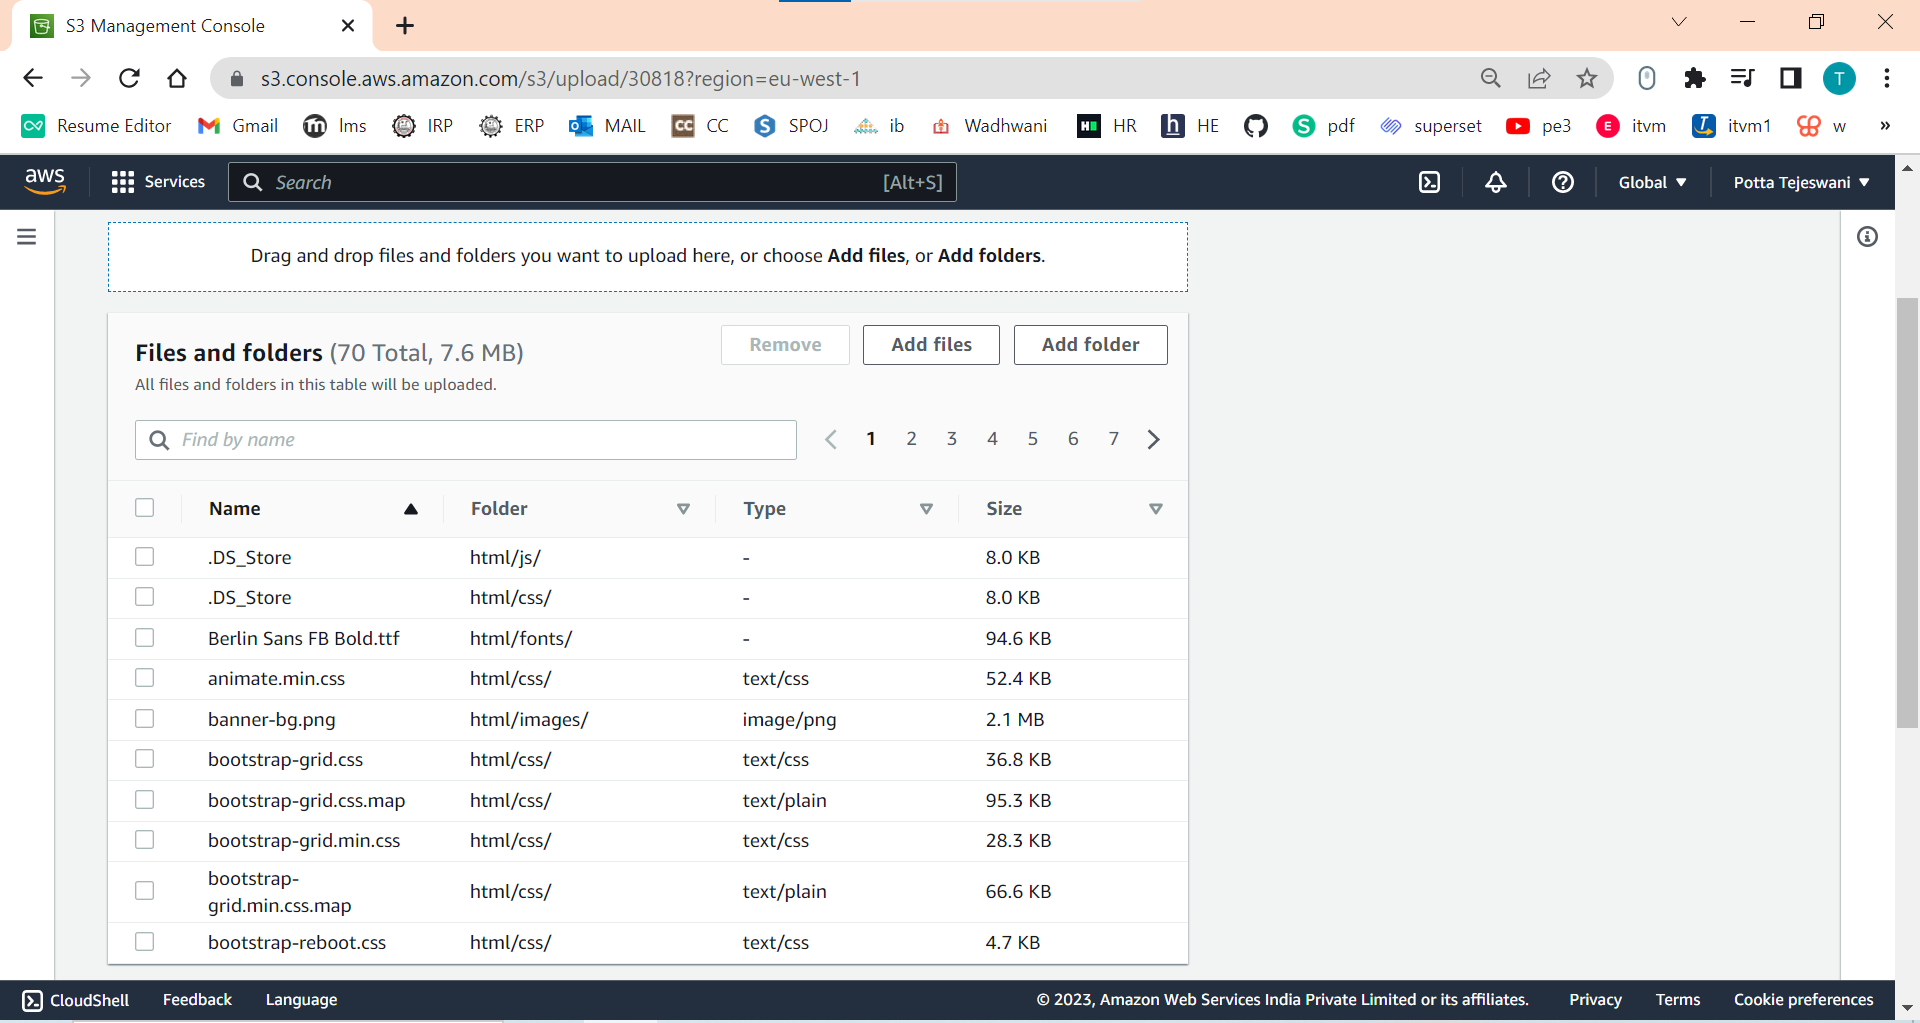 S3 Management Console
s3.console.aws.amazon.com/s3/upload/30818?region=eu-west-1
T
Resume Editor Gmail lms IRP ERP MAIL CC CC SPOJ ib Wadhwani HR HE pdf superset pe3 itvm itvm1 w »
aws Services Search [Alt+S] Global Potta Tejeswani
Drag and drop files and folders you want to upload here, or choose Add files, or Add folders.
Files and folders (70 Total, 7.6 MB) Remove Add files Add folder
All files and folders in this table will be uploaded.
Find by name 1 2 3 4 5 6 7
Name Folder Type Size
.DS_Store html/js/ - 8.0 KB
.DS_Store html/css/ - 8.0 KB
Berlin Sans FB Bold.ttf html/fonts/ - 94.6 KB
animate.min.css html/css/ text/css 52.4 KB
banner-bg.png html/images/ image/png 2.1 MB
bootstrap-grid.css html/css/ text/css 36.8 KB
bootstrap-grid.css.map html/css/ text/plain 95.3 KB
bootstrap-grid.min.css html/css/ text/css 28.3 KB
bootstrap-
grid.min.css.map html/css/ text/plain 66.6 KB
bootstrap-reboot.css html/css/ text/css 4.7 KB
CloudShell Feedback Language © 2023, Amazon Web Services India Private Limited or its affiliates. Privacy Terms Cookie preferences